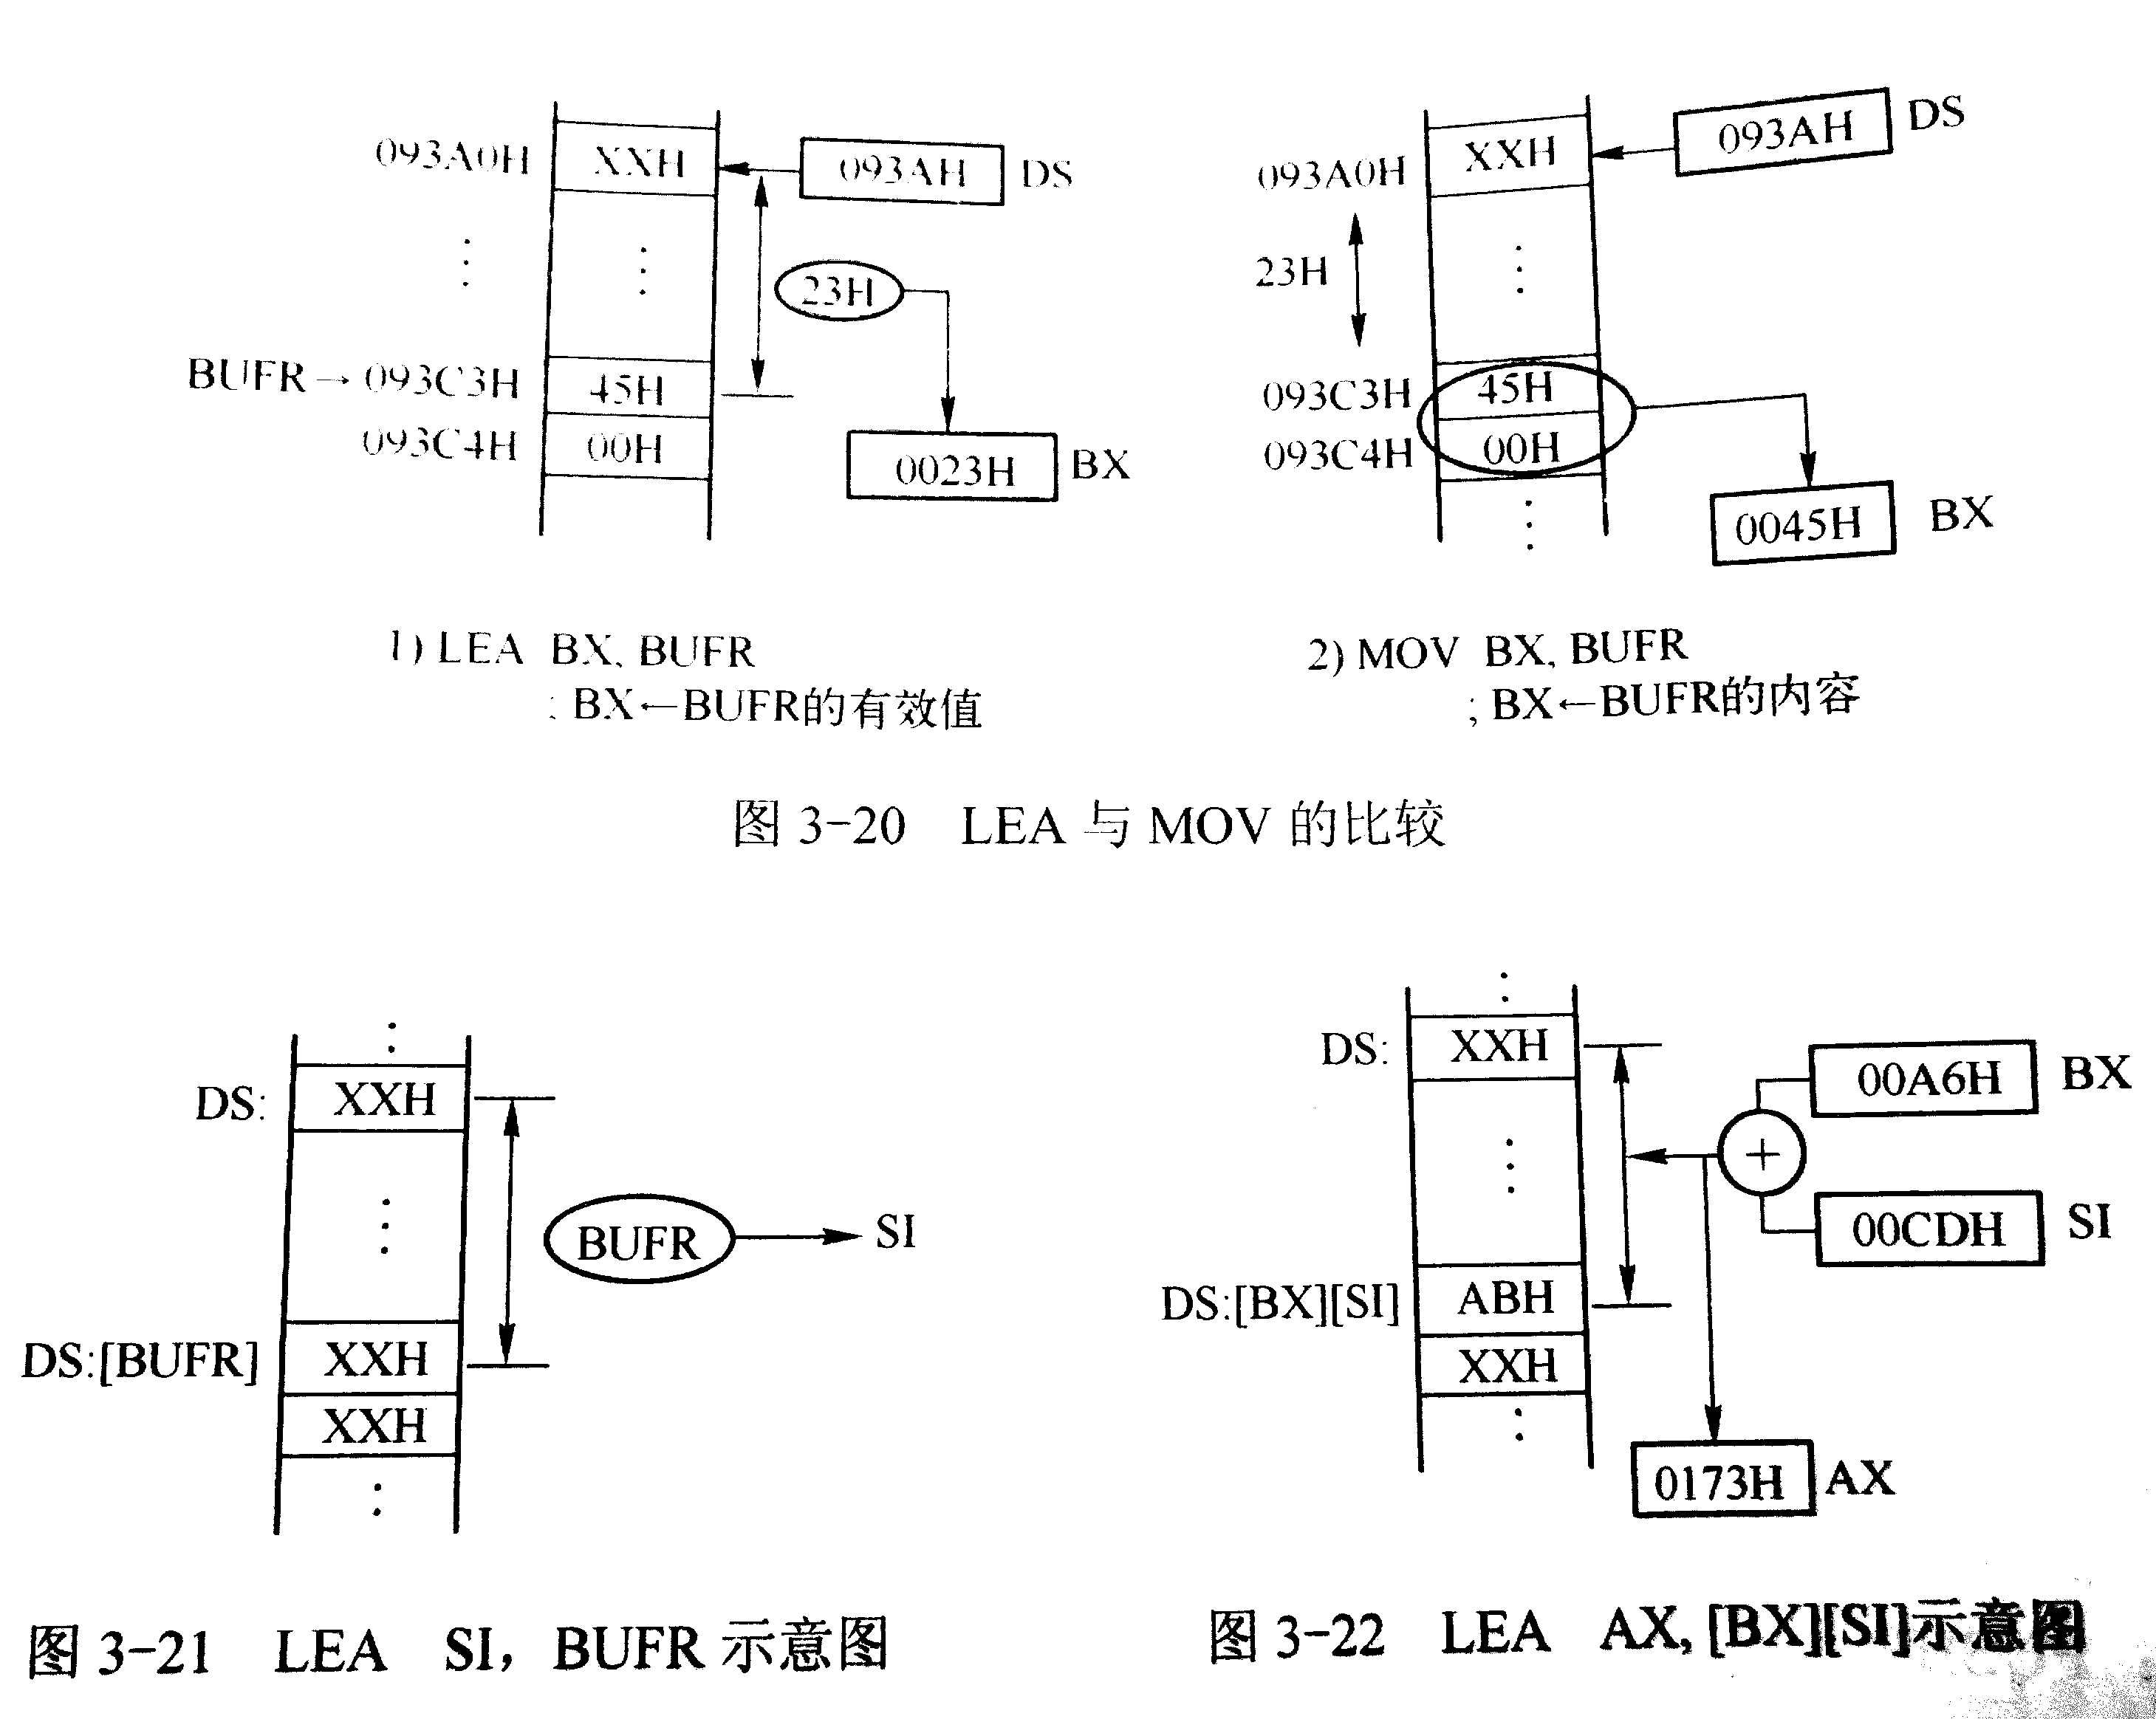 093A0H XXH 093AH DS
23H
BUFR→093C3H 45H
093C4H 00H 0023H BX
1) LEA BX, BUFR
; BX←BUFR的有效值
093A0H XXH 093AH DS
23H
093C3H 45H
093C4H 00H
0045H BX
2) MOV BX, BUFR
; BX←BUFR的内容
图 3-20 LEA 与 MOV 的比较
DS: XXH
BUFR SI
DS:[BUFR] XXH
XXH
图 3-21 LEA SI, BUFR 示意图
DS: XXH 00A6H BX
+
00CDH SI
DS:[BX][SI] ABH
XXH
0173H AX
图 3-22 LEA AX, [BX][SI]示意图